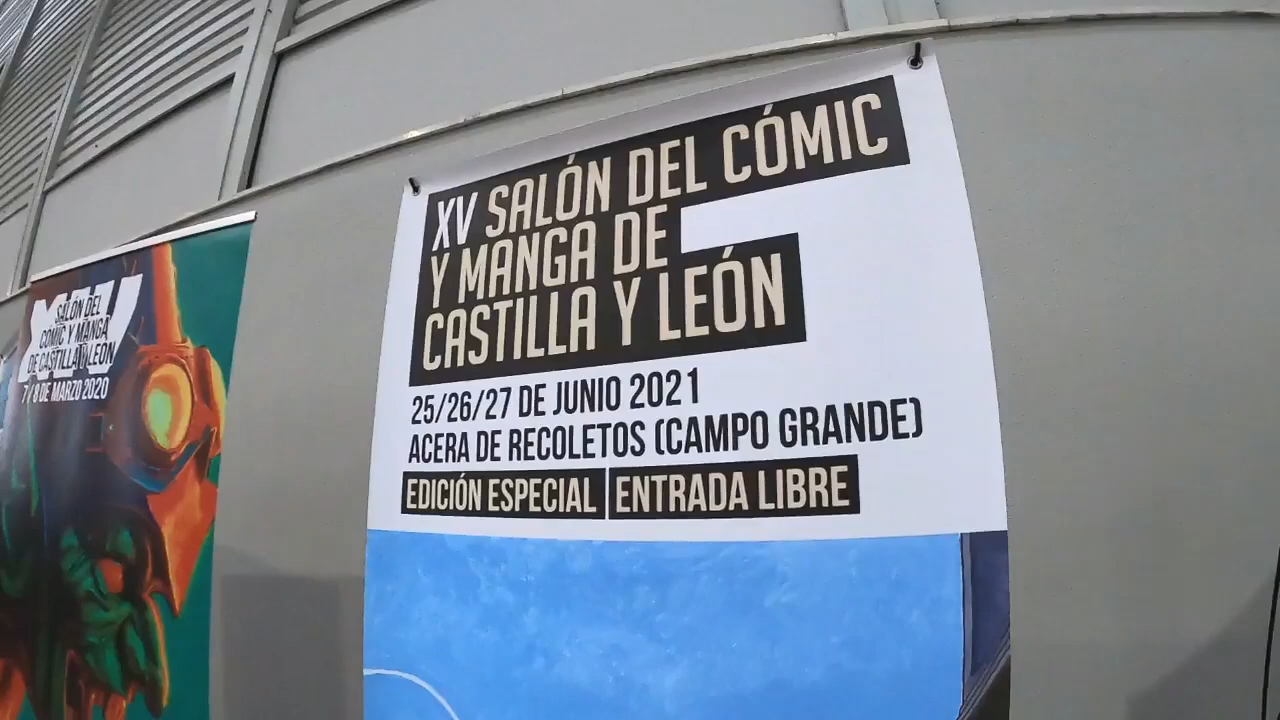 XV SALÓN DEL CÓMIC
Y MANGA DE
CASTILLA Y LEÓN
25/26/27 DE JUNIO 2021
ACERA DE RECOLETOS (CAMPO GRANDE)
EDICIÓN ESPECIAL ENTRADA LIBRE
SALÓN DEL
CÓMIC Y MANGA
DE CASTILLA Y LEÓN
7/8 DE MARZO 2020